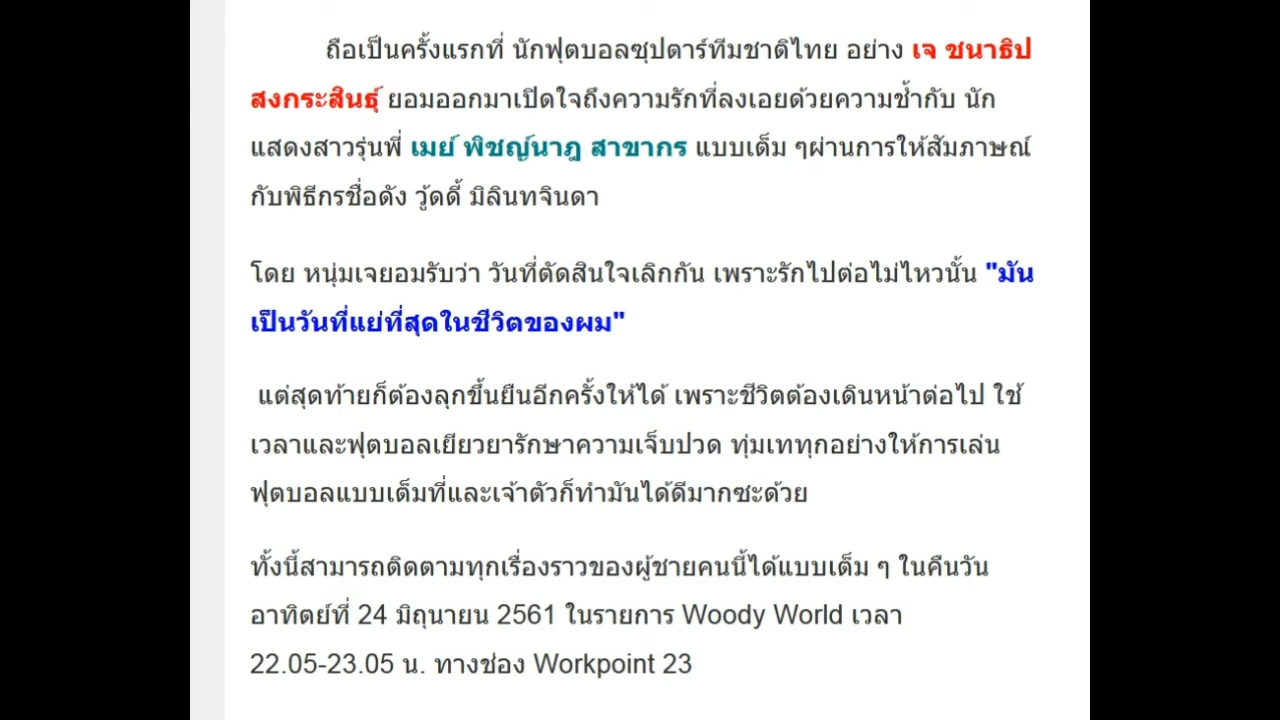 ถือเป็นครั้งแรกที่ นักฟุตบอลซุปตาร์ทีมชาติไทย อย่าง เจ ชนาธิป
สงกระสินธุ์ ยอมออกมาเปิดใจถึงความรักที่ลงเอยด้วยความช้ำกับ นัก
แสดงสาวรุ่นพี่ เมย์ พิชญ์นาฎ สาขากร แบบเต็ม ๆผ่านการให้สัมภาษณ์
กับพิธีกรชื่อดัง วู้ดดี้ มิลินทจินดา
โดย หนุ่มเจยอมรับว่า วันที่ตัดสินใจเลิกกัน เพราะรักไปต่อไม่ไหวนั้น "มัน
เป็นวันที่แย่ที่สุดในชีวิตของผม"
แต่สุดท้ายก็ต้องลุกขึ้นยืนอีกครั้งให้ได้ เพราะชีวิตต้องเดินหน้าต่อไป ใช้
เวลาและฟุตบอลเยียวยารักษาความเจ็บปวด ทุ่มเททุกอย่างให้การเล่น
ฟุตบอลแบบเต็มที่และเจ้าตัวก็ทำมันได้ดีมากซะด้วย
ทั้งนี้สามารถติดตามทุกเรื่องราวของผู้ชายคนนี้ได้แบบเต็ม ๆ ในคืนวัน
อาทิตย์ที่ 24 มิถุนายน 2561 ในรายการ Woody World เวลา
22.05-23.05 น. ทางช่อง Workpoint 23